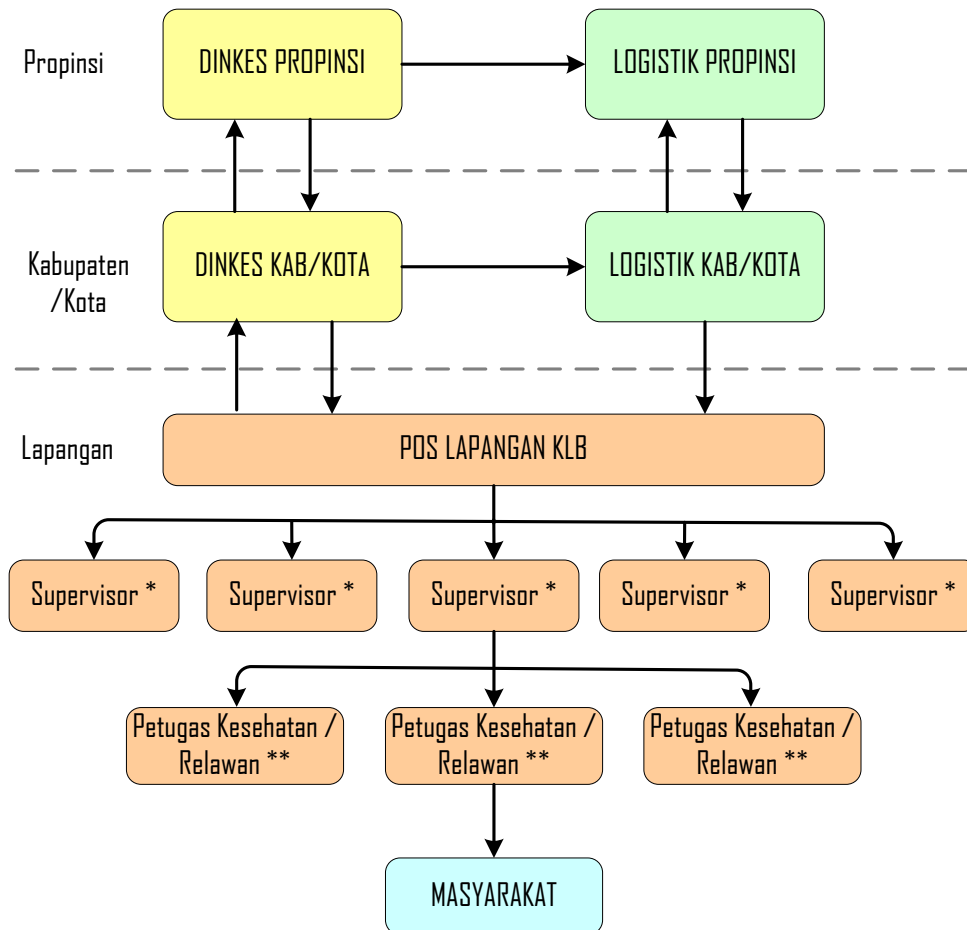 Propinsi
DINKES PROPINSI
LOGISTIK PROPINSI
Kabupaten
/Kota
DINKES KAB/KOTA
LOGISTIK KAB/KOTA
Lapangan
POS LAPANGAN KLB
Supervisor *
Supervisor *
Supervisor *
Supervisor *
Supervisor *
Petugas Kesehatan /
Relawan **
Petugas Kesehatan /
Relawan **
Petugas Kesehatan /
Relawan **
MASYARAKAT